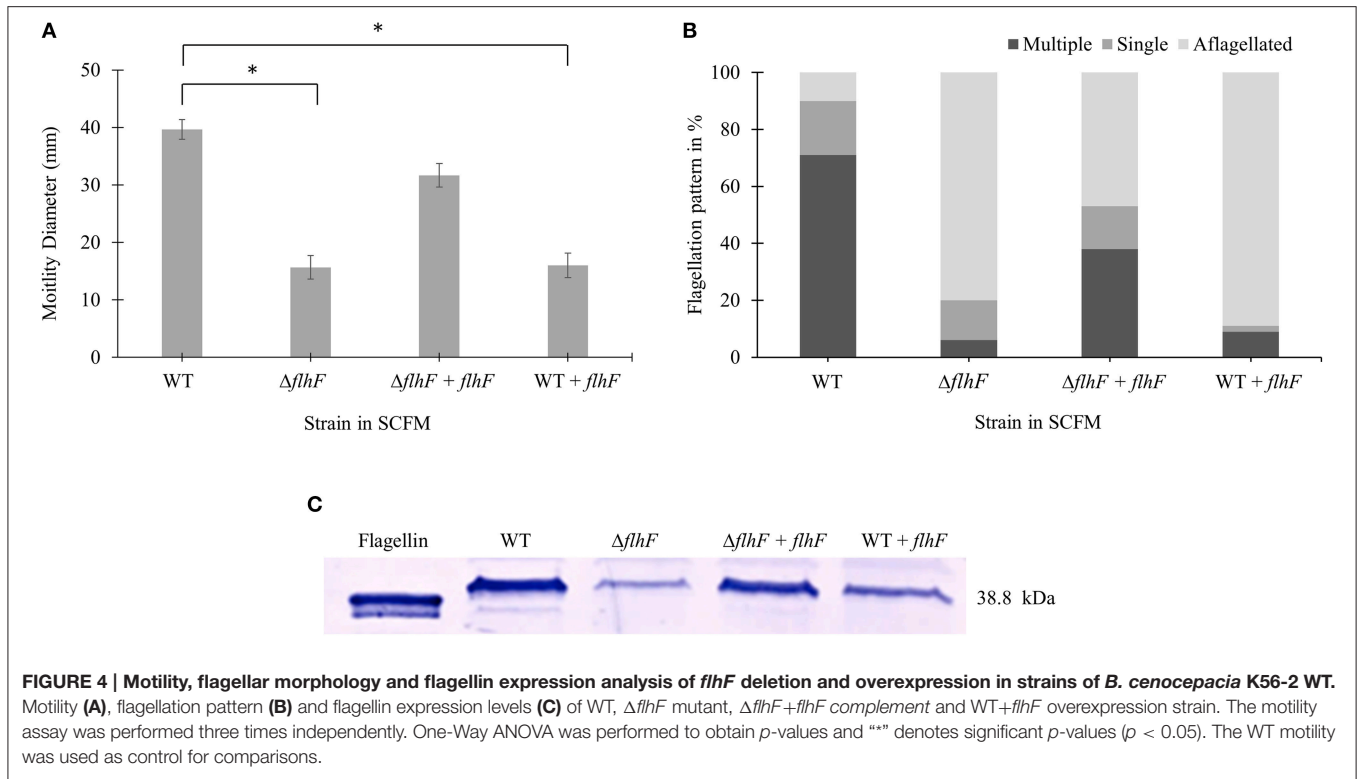 A
*
*
50
40
30
20
10
0
Moitlity Diameter (mm)
WT
ΔflhF
ΔflhF + flhF
WT + flhF
Strain in SCFM
B
Multiple Single Aflagellated
100
80
60
40
20
0
Flagellation pattern in %
WT
ΔflhF
ΔflhF + flhF
WT + flhF
Strain in SCFM
C
Flagellin WT ΔflhF ΔflhF + flhF WT + flhF
38.8 kDa
FIGURE 4 | Motility, flagellar morphology and flagellin expression analysis of flhF deletion and overexpression in strains of B. cenocepacia K56-2 WT.
Motility (A), flagellation pattern (B) and flagellin expression levels (C) of WT, ΔflhF mutant, ΔflhF+flhF complement and WT+flhF overexpression strain. The motility
assay was performed three times independently. One-Way ANOVA was performed to obtain p-values and “*” denotes significant p-values (p < 0.05). The WT motility
was used as control for comparisons.